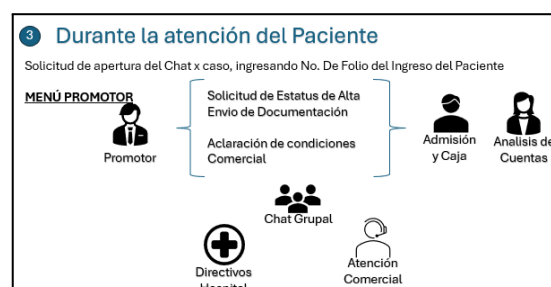 3 Durante la atención del Paciente
Solicitud de apertura del Chat x caso, ingresando No. De Folio del Ingreso del Paciente
MENÚ PROMOTOR
Promotor
Solicitud de Estatus de Alta
Envio de Documentación
Aclaración de condiciones
Comercial
Admisión
y Caja
Analisis de
Cuentas
Chat Grupal
Directivos
Hospital
Atención
Comercial